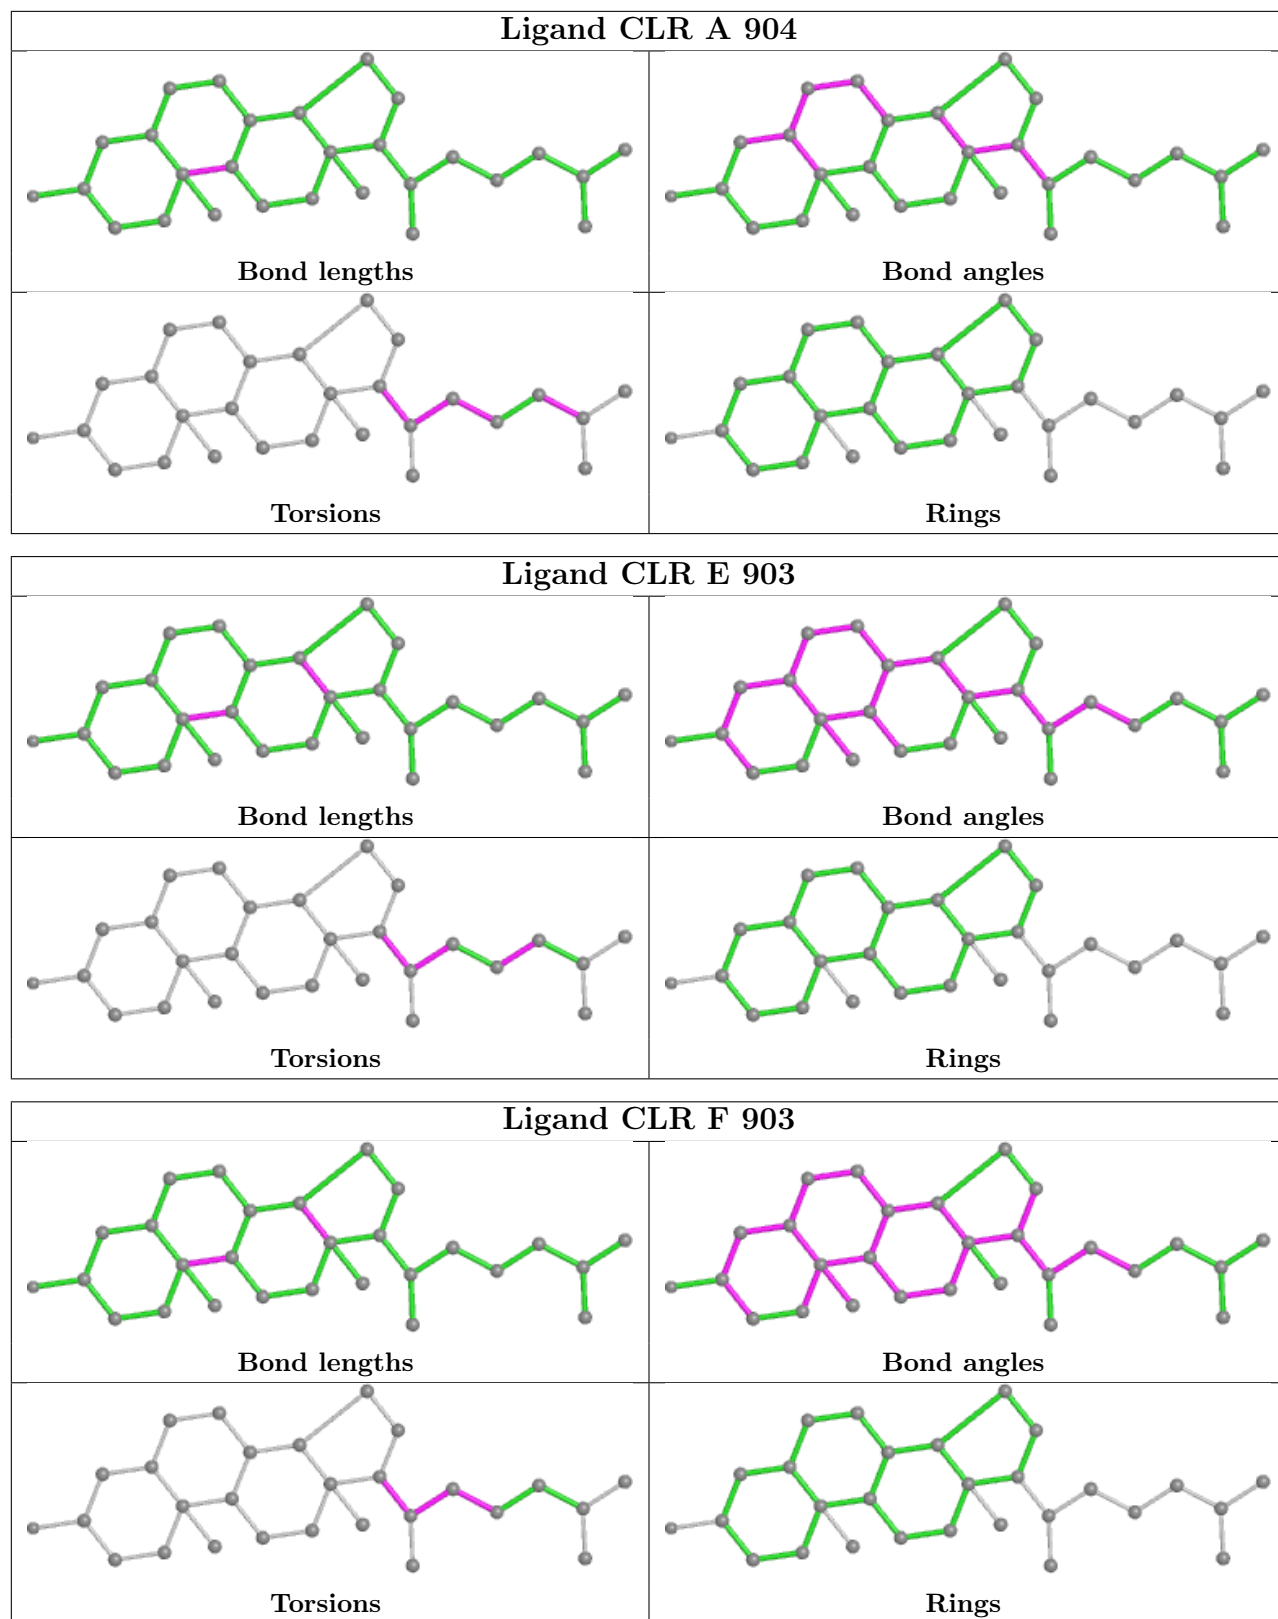 Ligand CLR A 904
Bond lengths
Bond angles
Torsions
Rings
Ligand CLR E 903
Bond lengths
Bond angles
Torsions
Rings
Ligand CLR F 903
Bond lengths
Bond angles
Torsions
Rings